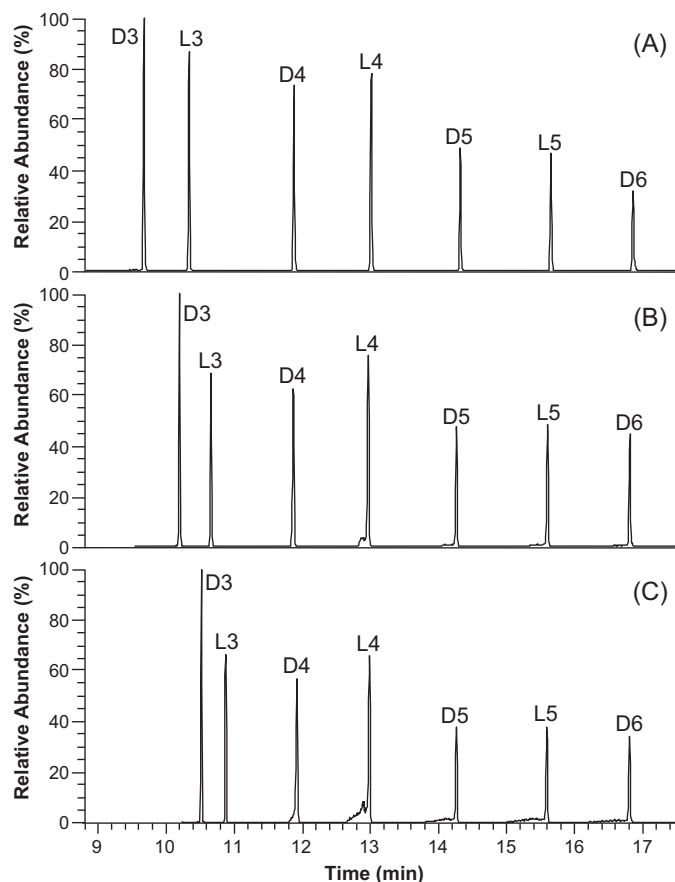 Relative Abundance (%)
100
80
60
40
20
0
D3
L3
D4
L4
D5
L5
D6
(A)
Relative Abundance (%)
100
80
60
40
20
0
D3
L3
D4
L4
D5
L5
D6
(B)
Relative Abundance (%)
100
80
60
40
20
0
D3
L3
D4
L4
D5
L5
D6
(C)
9 10 11 12 13 14 15 16 17
Time (min)